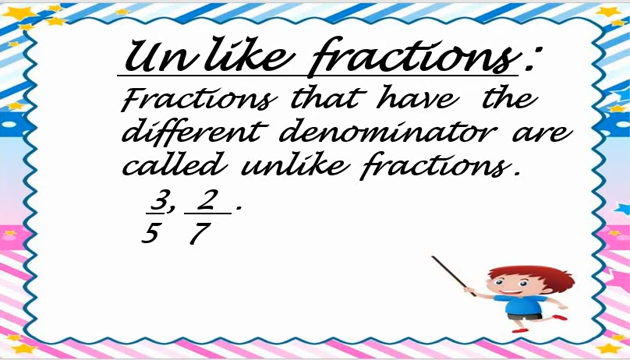 Un like fractions:
Fractions that have the
different denominator are
called unlike fractions.
3, 2.
5 7